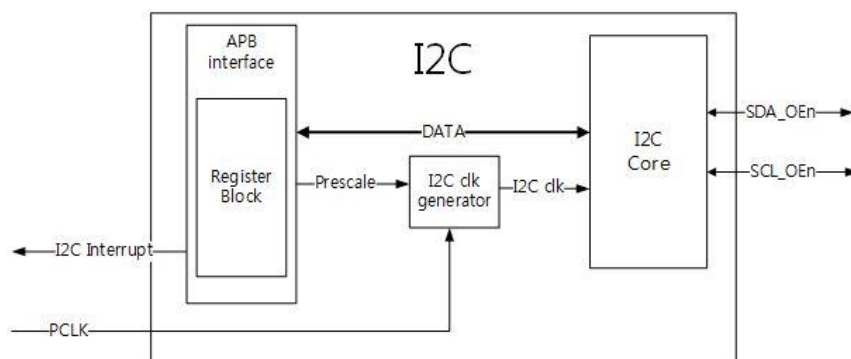 APB
interface
I2C
DATA
SDA_OEn
I2C
Core
Register
Block
Prescale
I2C clk
generator
I2C clk
SCL_OEn
I2C Interrupt
PCLK